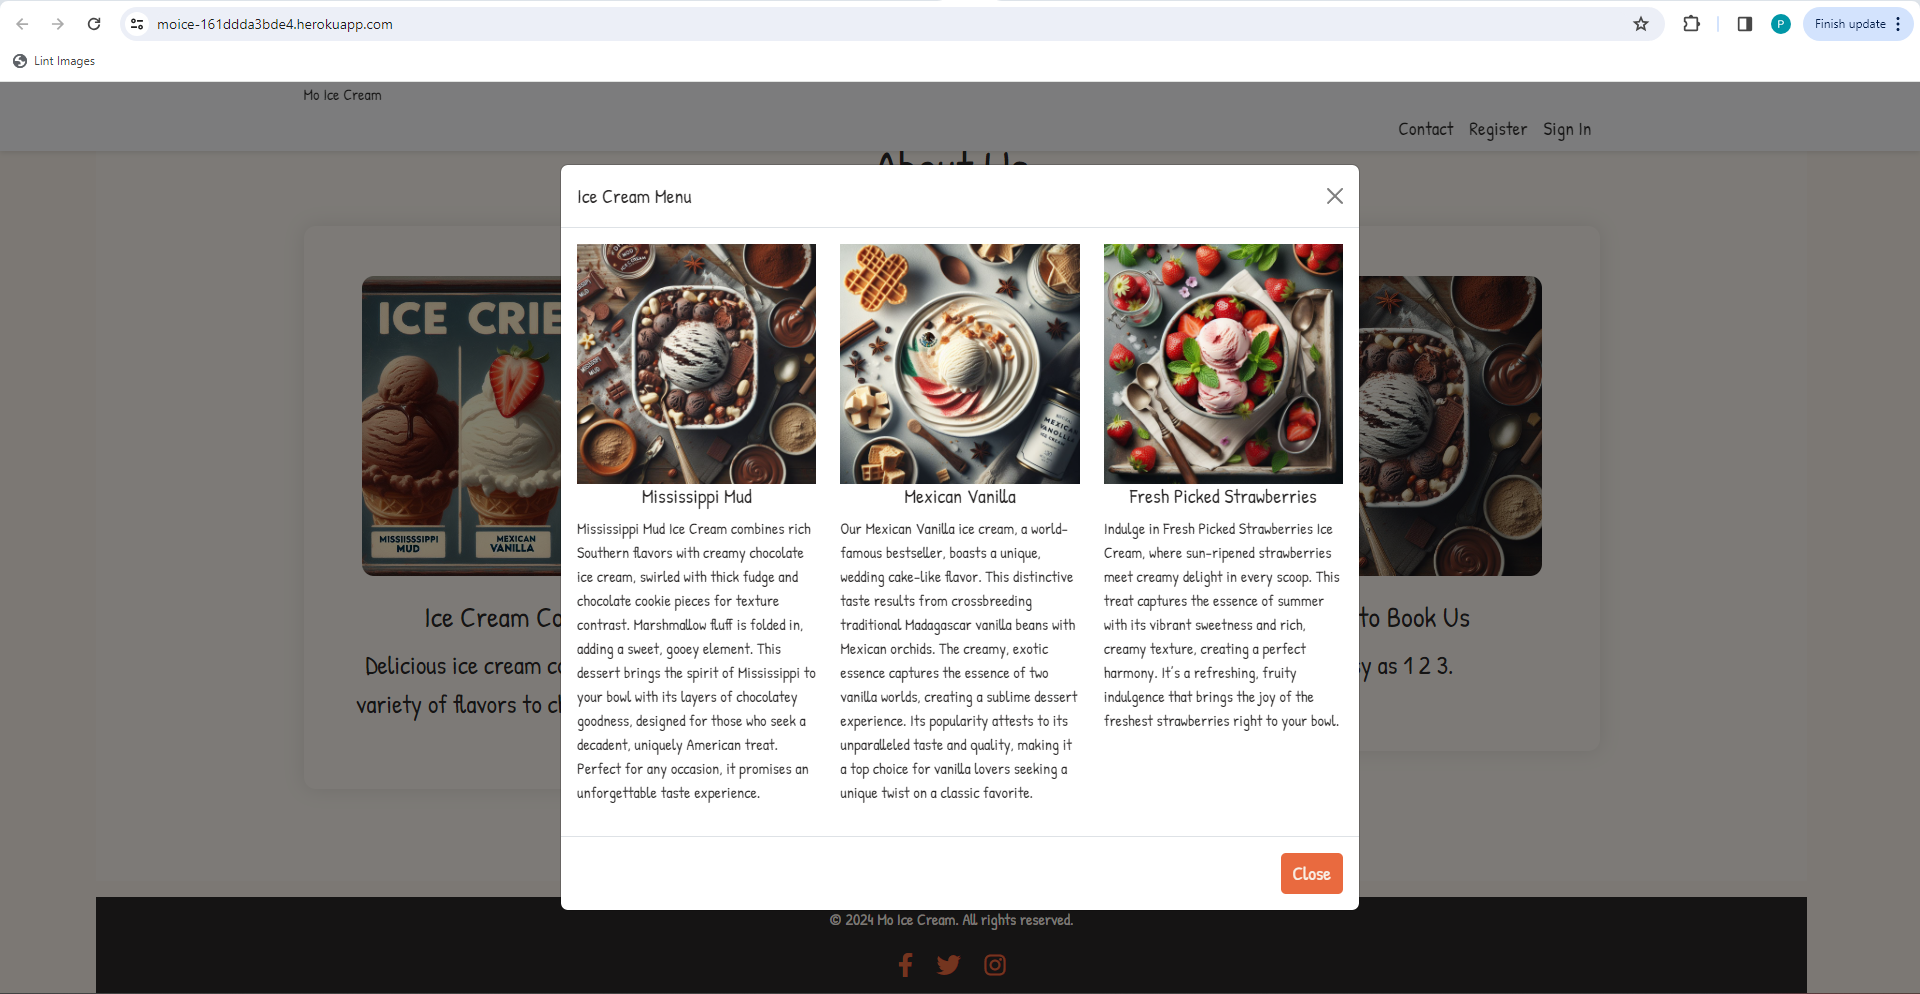 moice-161ddda3bde4.herokuapp.com
Finish update
P
Lint Images
Mo Ice Cream
Contact Register Sign In
About Us
Ice Cream Menu
ICE CRIE
MISSIISSSIPPI
MUD
MEXICAN
VANILLA
Mississippi Mud
Mississippi Mud Ice Cream combines rich
Southern flavors with creamy chocolate
ice cream, swirled with thick fudge and
chocolate cookie pieces for texture
contrast. Marshmallow fluff is folded in,
adding a sweet, gooey element. This
dessert brings the spirit of Mississippi to
your bowl with its layers of chocolatey
goodness, designed for those who seek a
decadent, uniquely American treat.
Perfect for any occasion, it promises an
unforgettable taste experience.
Mexican Vanilla
Our Mexican Vanilla ice cream, a world-
famous bestseller, boasts a unique,
wedding cake-like flavor. This distinctive
taste results from crossbreeding
traditional Madagascar vanilla beans with
Mexican orchids. The creamy, exotic
essence captures the essence of two
vanilla worlds, creating a sublime dessert
experience. Its popularity attests to its
unparalleled taste and quality, making it
a top choice for vanilla lovers seeking a
unique twist on a classic favorite.
Fresh Picked Strawberries
Indulge in Fresh Picked Strawberries Ice
Cream, where sun-ripened strawberries
meet creamy delight in every scoop. This
treat captures the essence of summer
with its vibrant sweetness and rich,
creamy texture, creating a perfect
harmony. It's a refreshing, fruity
indulgence that brings the joy of the
freshest strawberries right to your bowl.
Ice Cream Co
Delicious ice cream co
variety of flavors to ch
to Book Us
y as 1 2 3.
Close
© 2024 Mo Ice Cream. All rights reserved.